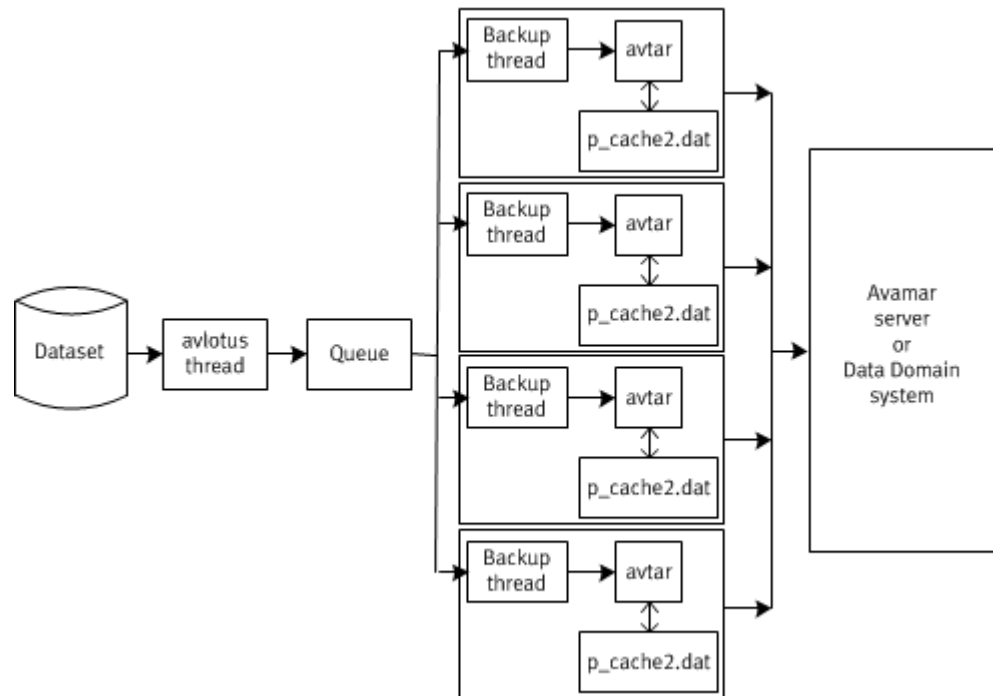 Dataset
avlotus
thread
Queue
Backup
thread
avtar
p_cache2.dat
Backup
thread
avtar
p_cache2.dat
Backup
thread
avtar
p_cache2.dat
Backup
thread
avtar
p_cache2.dat
Avamar
server
or
Data Domain
system